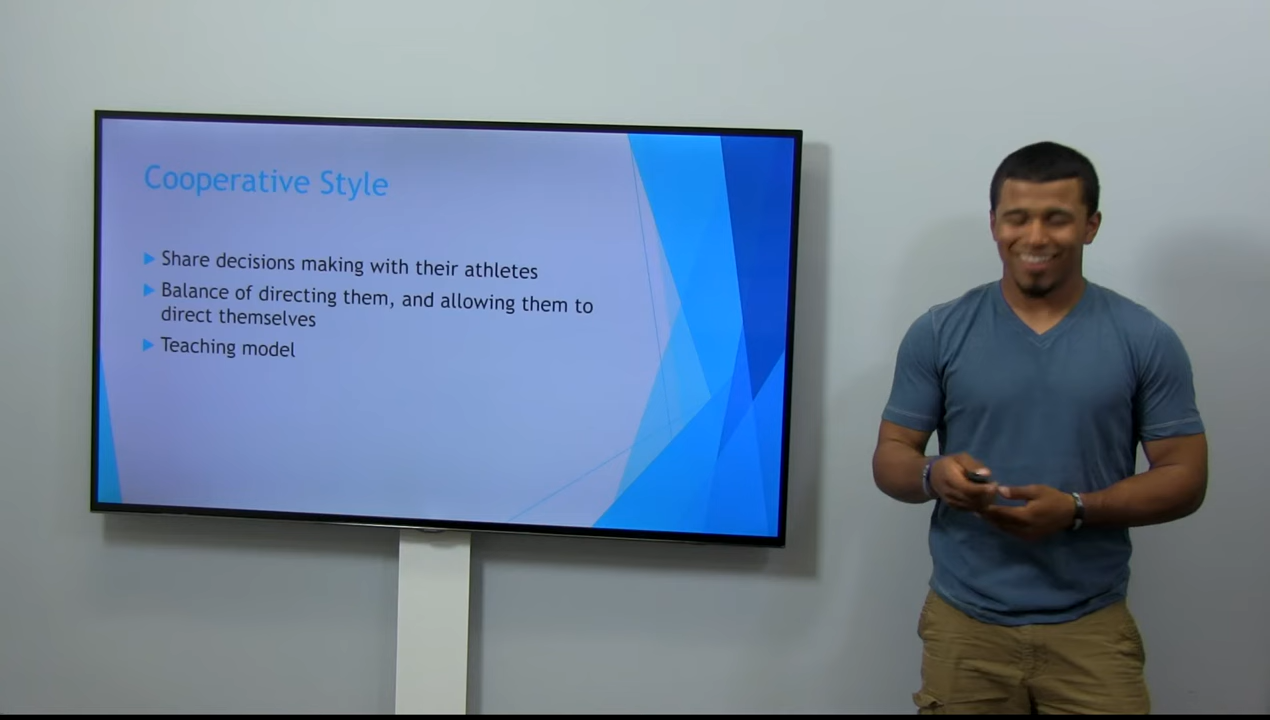 Cooperative Style
Share decisions making with their athletes
Balance of directing them, and allowing them to
direct themselves
Teaching model